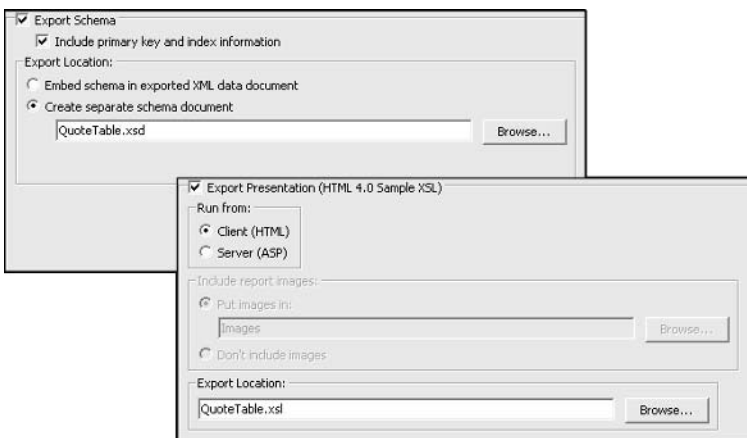 Export Schema
Include primary key and index information
Export Location:
Embed schema in exported XML data document
Create separate schema document
QuoteTable.xsd
Browse...
Export Presentation (HTML 4.0 Sample XSL)
Run from:
Client (HTML)
Server (ASP)
Include report images:
Put images in:
Images
Browse...
Don't include images
Export Location:
QuoteTable.xsl
Browse...